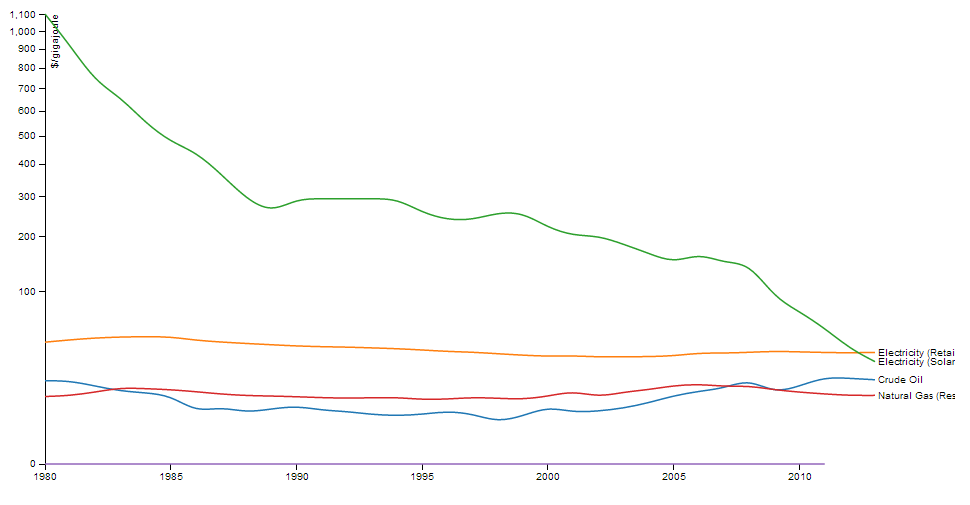 1,100
1,000
900
800
700
600
500
400
300
200
100
0
$/gigajoule
Electricity (Retai
Electricity (Solar
Crude Oil
Natural Gas (Res
1980 1985 1990 1995 2000 2005 2010